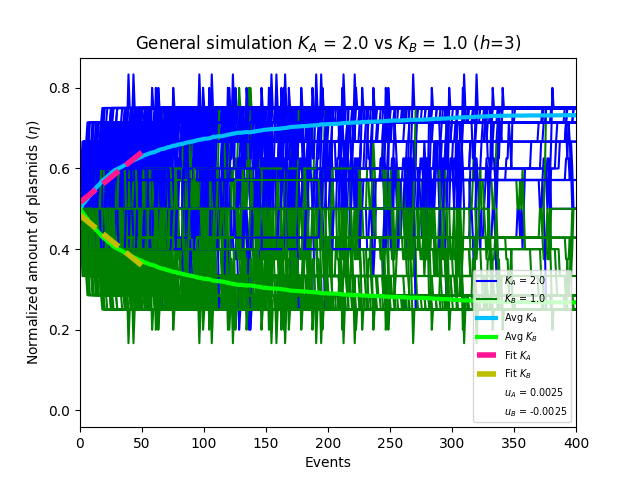 General simulation K_A = 2.0 vs K_B = 1.0 (h=3)
Normalized amount of plasmids (η)
0.8
0.6
0.4
0.2
0.0
K_A = 2.0
K_B = 1.0
Avg K_A
Avg K_B
Fit K_A
Fit K_B
u_A = 0.0025
u_B = -0.0025
0 50 100 150 200 250 300 350 400
Events